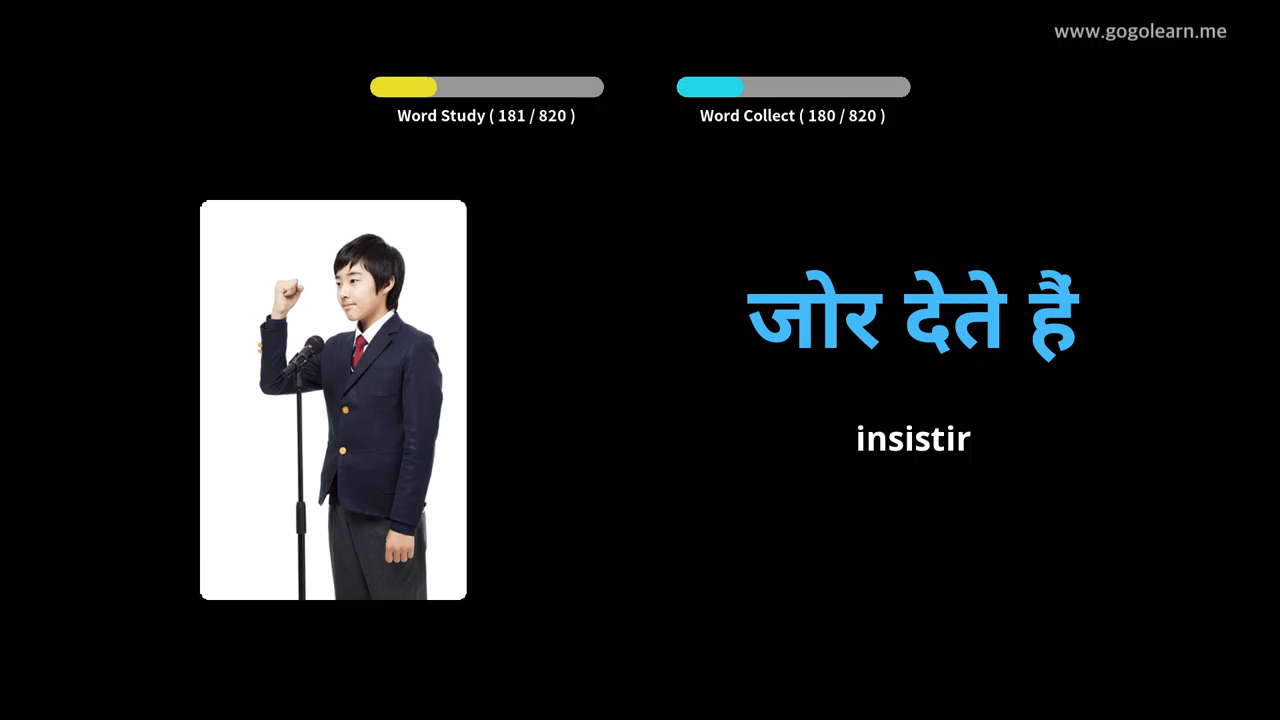 www.gogolearn.me
Word Study ( 181 / 820 )
Word Collect ( 180 / 820 )
जोर देते हैं
insistir